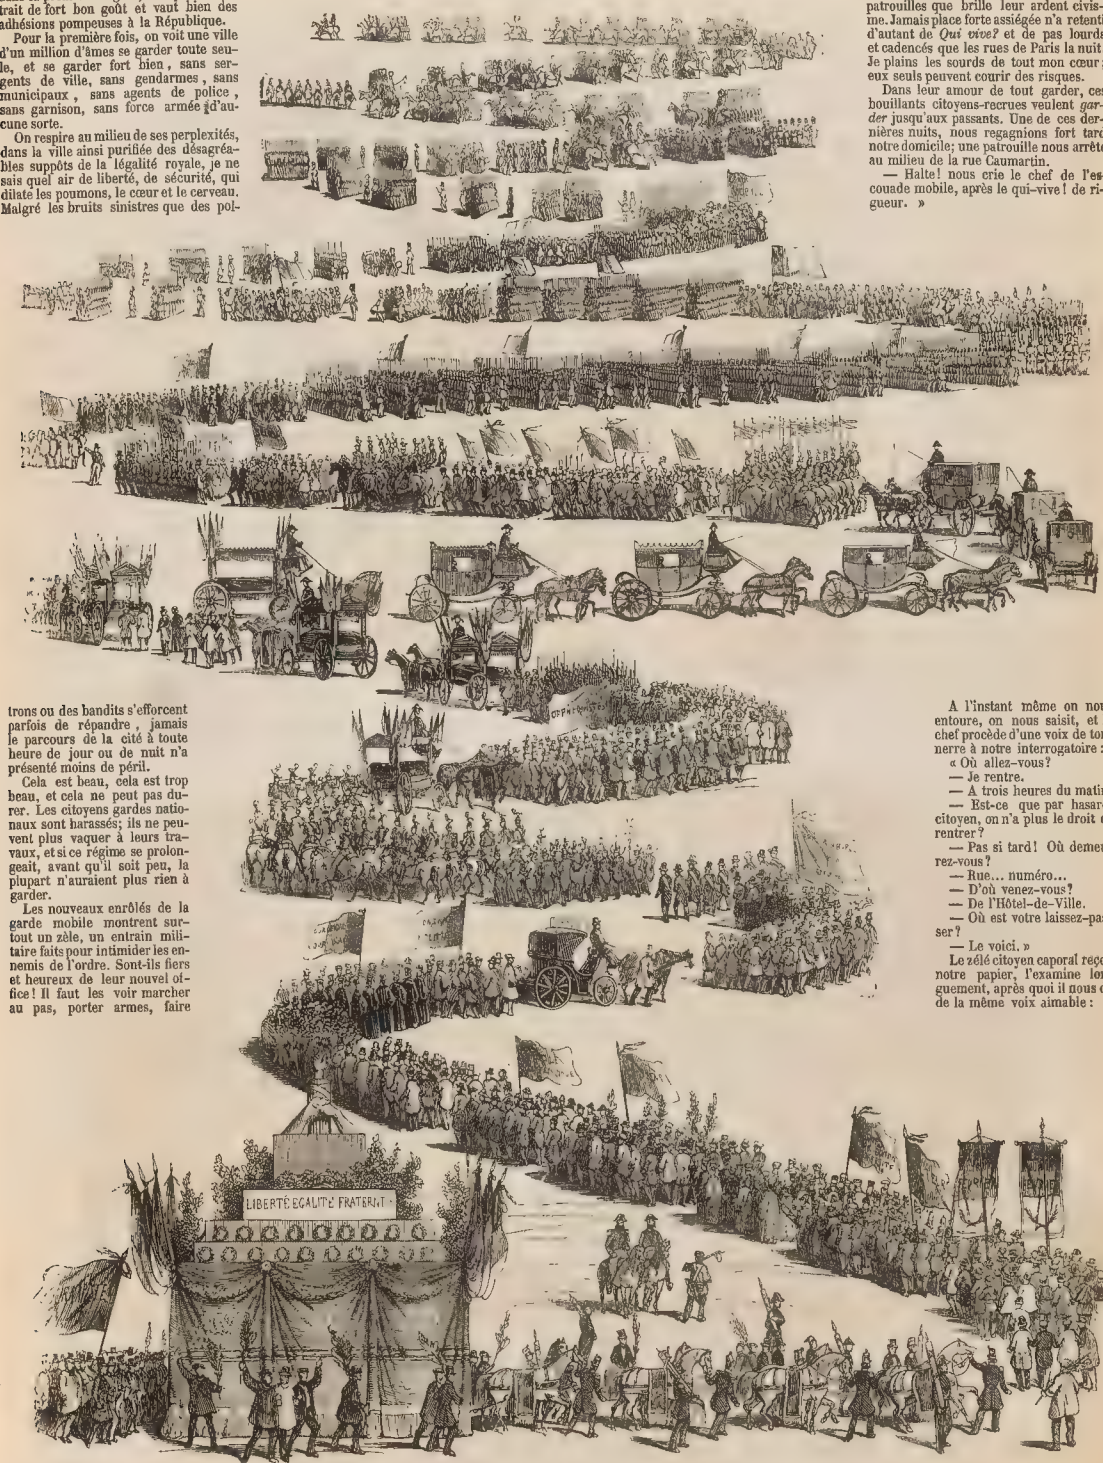 trait de fort bon goût et vaut bien des
adhésions pompeuses à la République.
Pour la première fois, on voit une ville
d'un million d'âmes se garder toute seu-
le, et se garder fort bien, sans ser-
gents de ville, sans gendarmes, sans
municipaux, sans agents de police,
sans garnison, sans force armée d'au-
cune sorte.
On respire au milieu de ses perplexités,
dans la ville ainsi purifiée des désagréa-
bles suppôts de la légalité royale, je ne
sais quel air de liberté, de sécurité, qui
dilate les poumons, le cœur et le cerveau.
Malgré les bruits sinistres que des pol-
trons ou des bandits s'efforcent
parfois de répandre, jamais
le parcours de la cité à toute
heure de jour ou de nuit n'a
présenté moins de péril.
Cela est beau, cela est trop
beau, et cela ne peut pas du-
rer. Les citoyens gardes natio-
naux sont harassés; ils ne peu-
vent plus vaquer à leurs tra-
vaux, et si ce régime se prolon-
geait, avant qu'il soit peu, la
plupart n'auraient plus rien à
garder.
Les nouveaux enrôlés de la
garde mobile montrent sur-
tout un zèle, un entrain mili-
taire faits pour intimider les en-
nemis de l'ordre. Sont-ils fiers
et heureux de leur nouvel of-
fice! Il faut les voir marcher
au pas, porter armes, faire
patrouilles que brille leur ardent civis-
me. Jamais place forte assiégée n'a retenti
d'autant de Qui vive? et de pas lourds
et cadencés que les rues de Paris la nuit
Je plains les sourds de tout mon cœur;
eux seuls peuvent courir des risques.
Dans leur amour de tout garder, ces
bouillants citoyens-recrues veulent gar-
der jusqu'aux passants. Une de ces der-
nières nuits, nous regagnions fort tard
notre domicile; une patrouille nous arrête
au milieu de la rue Caumartin.
— Halte! nous crie le chef de l'es-
couade mobile, après le qui-vive! de ri-
gueur. »
A l'instant même on nou
entoure, on nous saisit, et
chef procède d'une voix de to
nerre à notre interrogatoire :
« Où allez-vous?
— Je rentre.
— A trois heures du matin
— Est-ce que par hasar
citoyen, on n'a plus le droit d
rentrer?
— Pas si tard! Où demeu
rez-vous?
— Rue... numéro...
— D'où venez-vous?
— De l'Hôtel-de-Ville.
— Où est votre laissez-pas
ser?
— Le voici. »
Le zélé citoyen caporal reço
notre papier, l'examine lon
guement, après quoi il nous d
de la même voix aimable :
LIBERTÉ EGALITÉ FRATERNIT